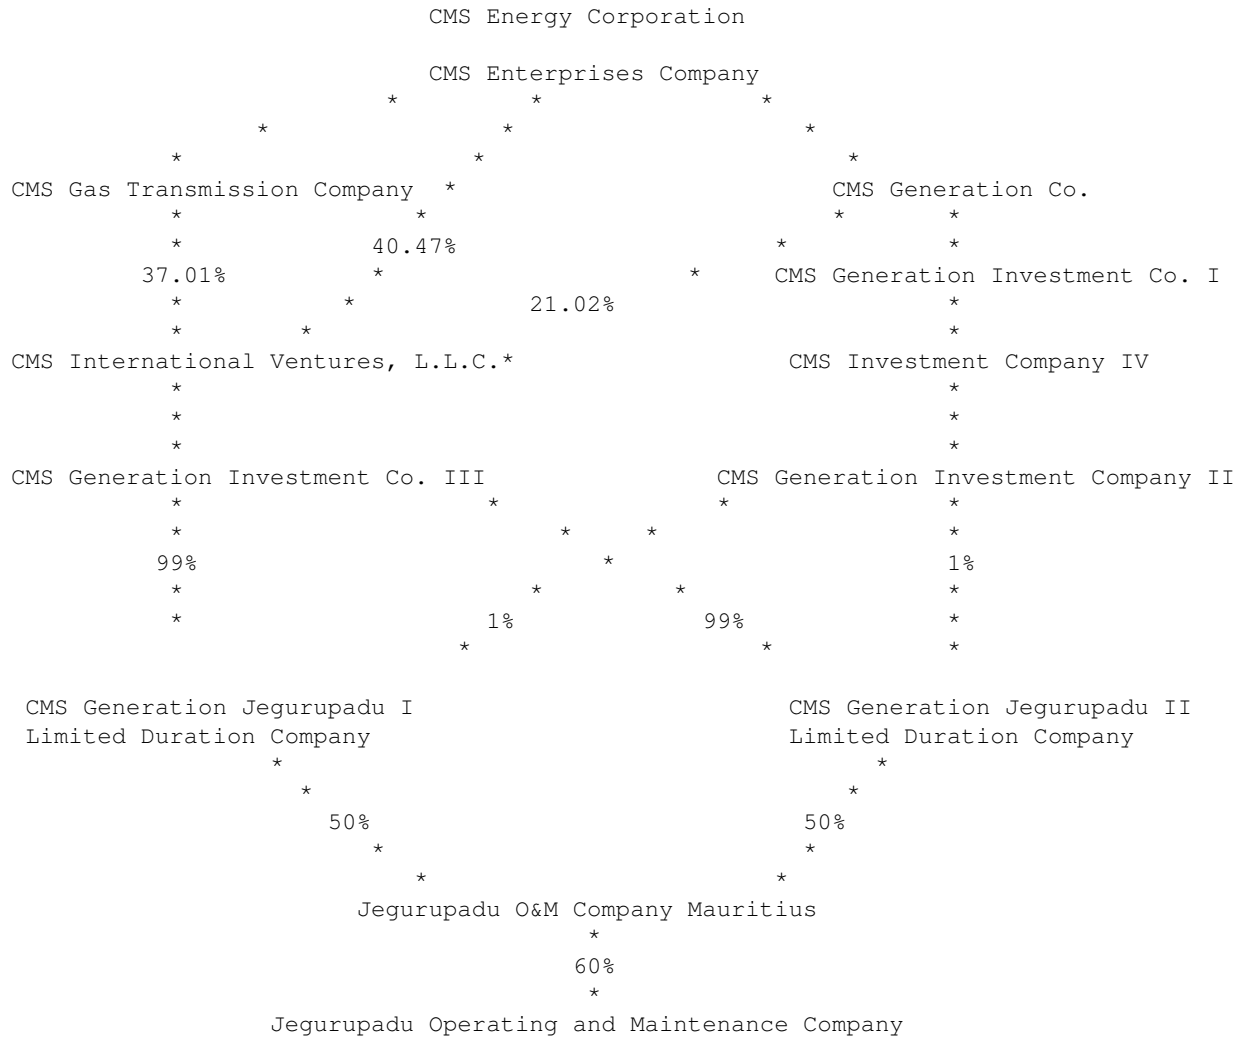 CMS Energy Corporation
CMS Enterprises Company
* * *
* * *
* * *
CMS Gas Transmission Company * CMS Generation Co.
* * * *
* 40.47% * *
37.01% * * CMS Generation Investment Co. I
* * 21.02% *
* * *
CMS International Ventures, L.L.C.* CMS Investment Company IV
* *
* *
* *
CMS Generation Investment Co. III CMS Generation Investment Company II
* * * *
* * * *
99% * 1%
* * * *
* 1% 99% *
* * *
CMS Generation Jegurupadu I CMS Generation Jegurupadu II
Limited Duration Company Limited Duration Company
* *
* *
50% 50%
* *
* *
Jegurupadu O&M Company Mauritius
*
60%
*
Jegurupadu Operating and Maintenance Company